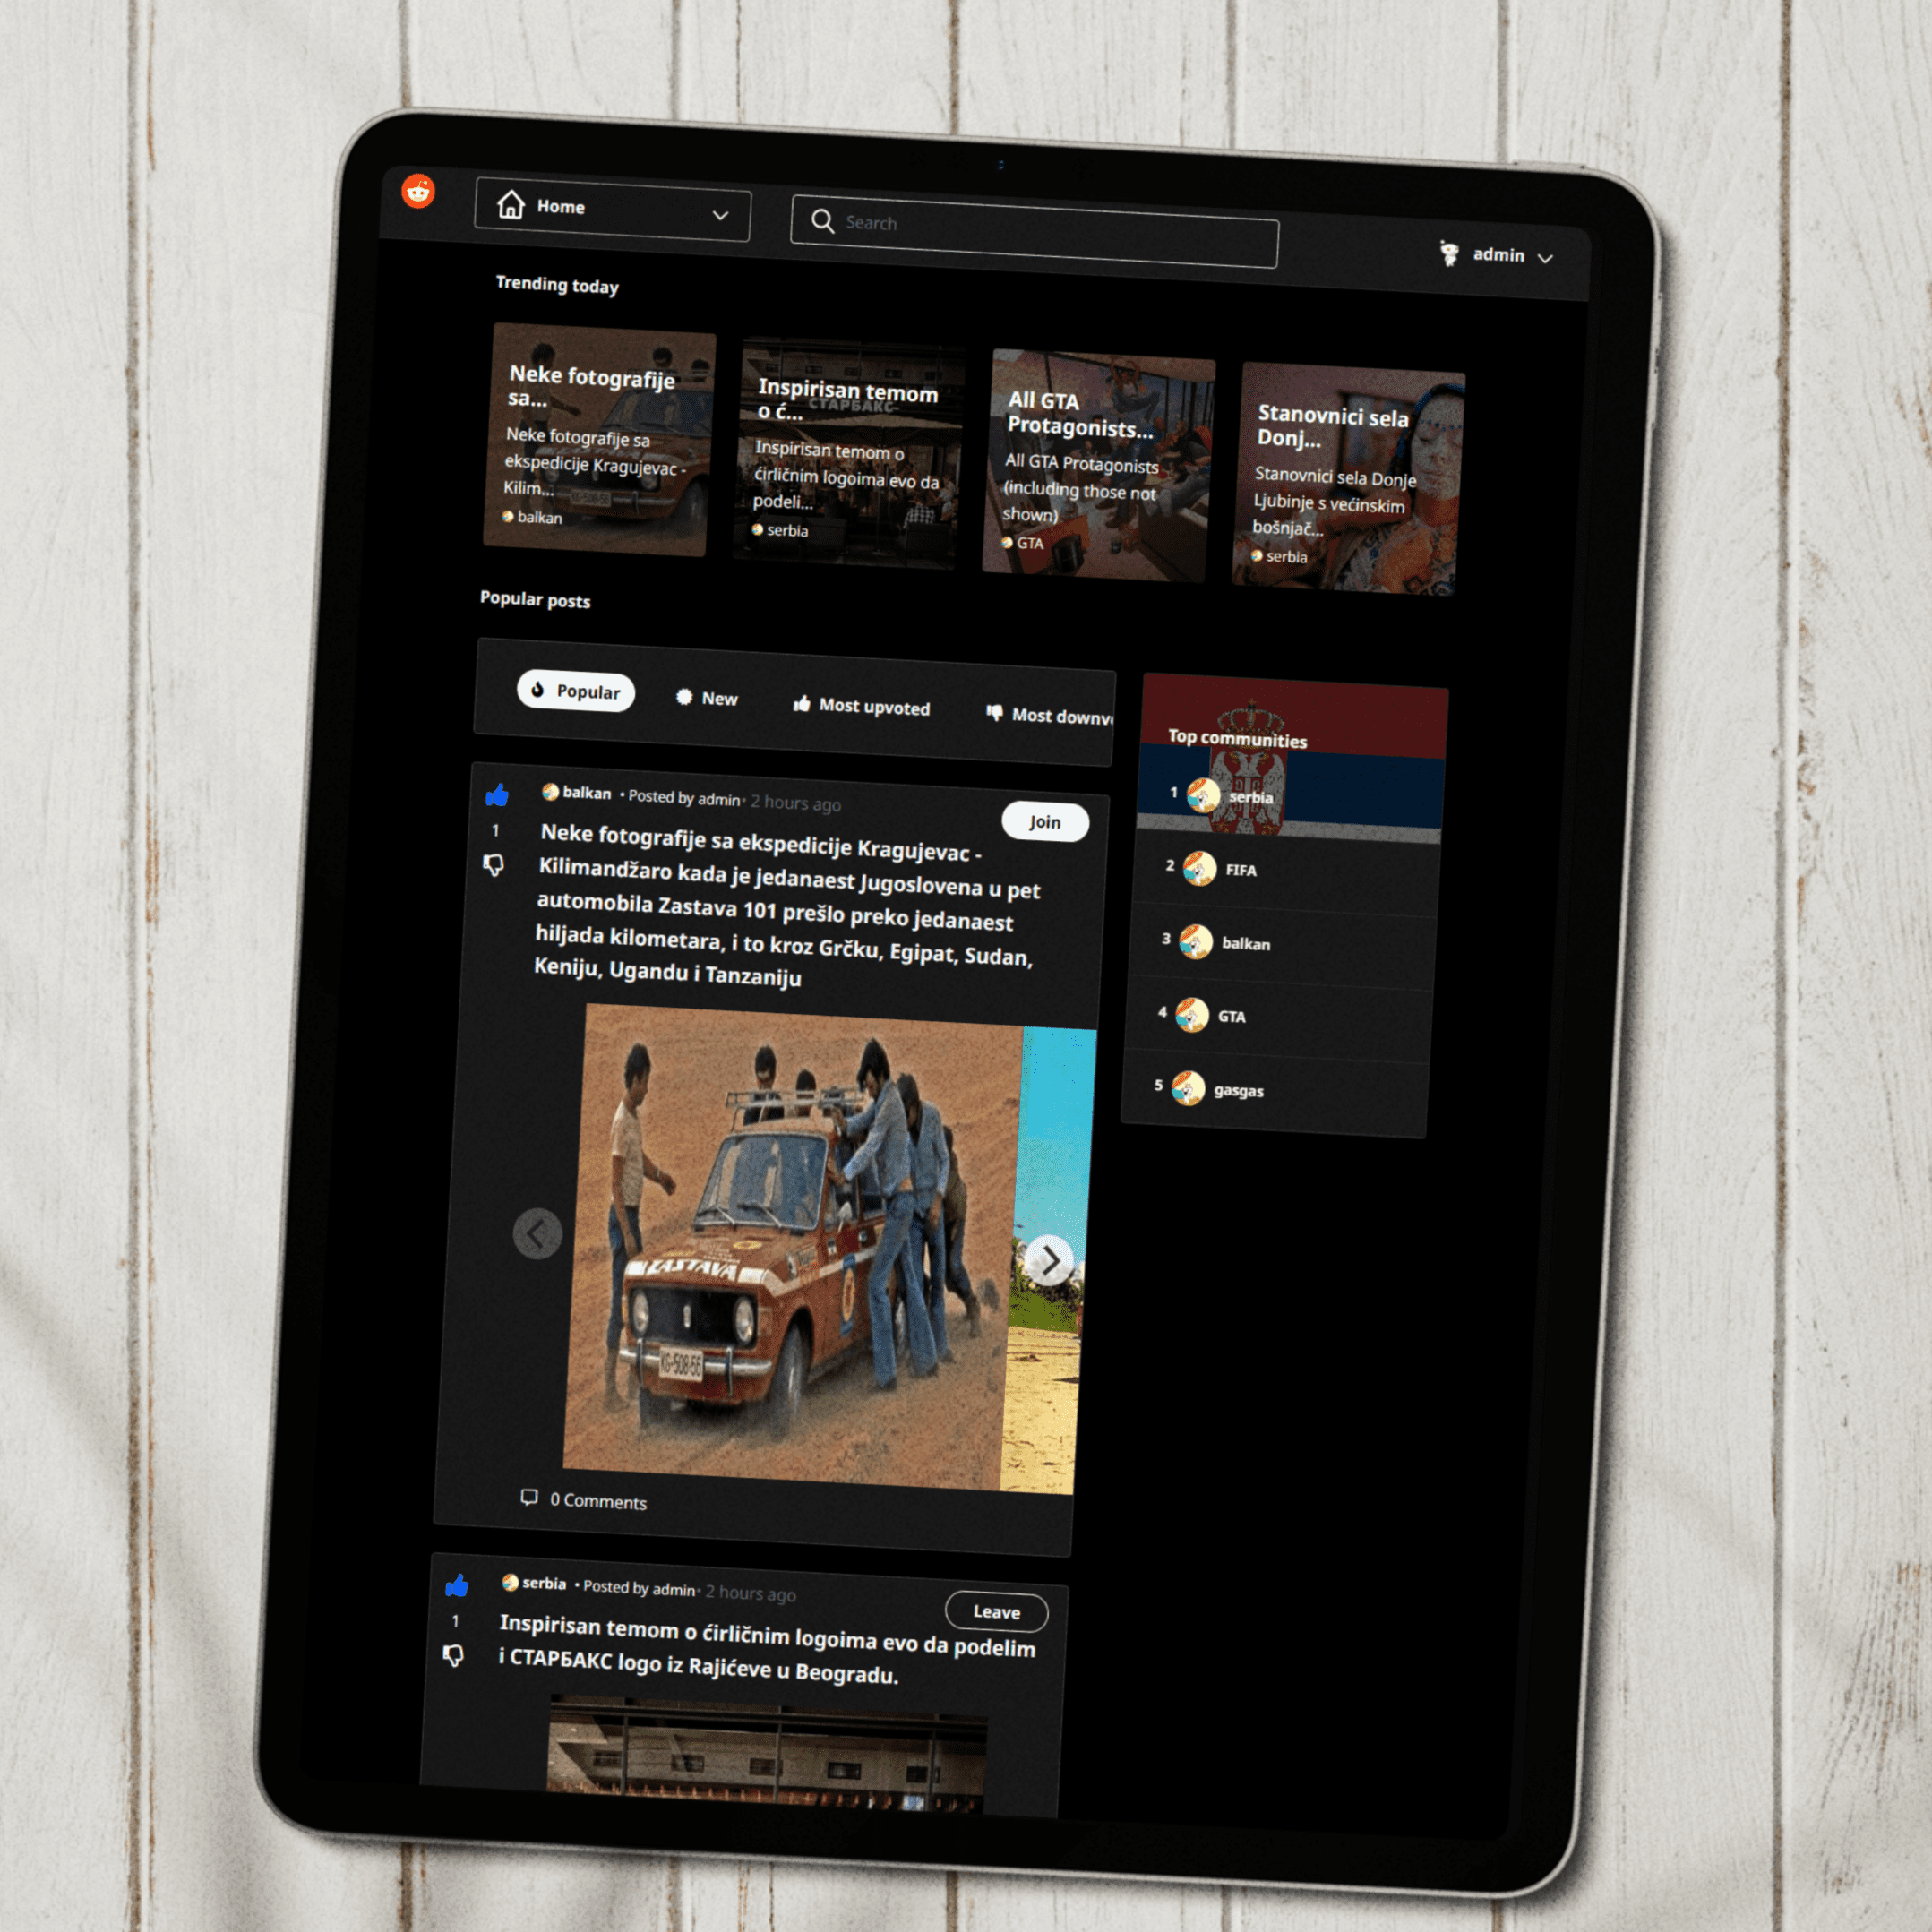 Home
Search
admin
Trending today
Neke fotografije
sa...
Neke fotografije sa
ekspedicije Kragujevac -
Kilim...
balkan
СТАРБАКС
Inspirisan temom
o ć...
Inspirisan temom o
ćirličnim logoima evo da
podeli...
serbia
All GTA
Protagonists...
All GTA Protagonists
(including those not
shown)
GTA
Stanovnici sela
Donj...
Stanovnici sela Donje
Ljubinje s većinskim
bošnjač...
serbia
Popular posts
Popular
New
Most upvoted
Most downv
balkan • Posted by admin • 2 hours ago
Join
1
Neke fotografije sa ekspedicije Kragujevac -
Kilimandžaro kada je jedanaest Jugoslovena u pet
automobila Zastava 101 prešlo preko jedanaest
hiljada kilometara, i to kroz Grčku, Egipat, Sudan,
Keniju, Ugandu i Tanzaniju
ZASTAVA
KG-508-56
0 Comments
Top communities
1 serbia
2 FIFA
3 balkan
4 GTA
5 gasgas
serbia • Posted by admin • 2 hours ago
Leave
1
Inspirisan temom o ćirličnim logoima evo da podelim
i СТАРБАКС logo iz Rajićeve u Beogradu.